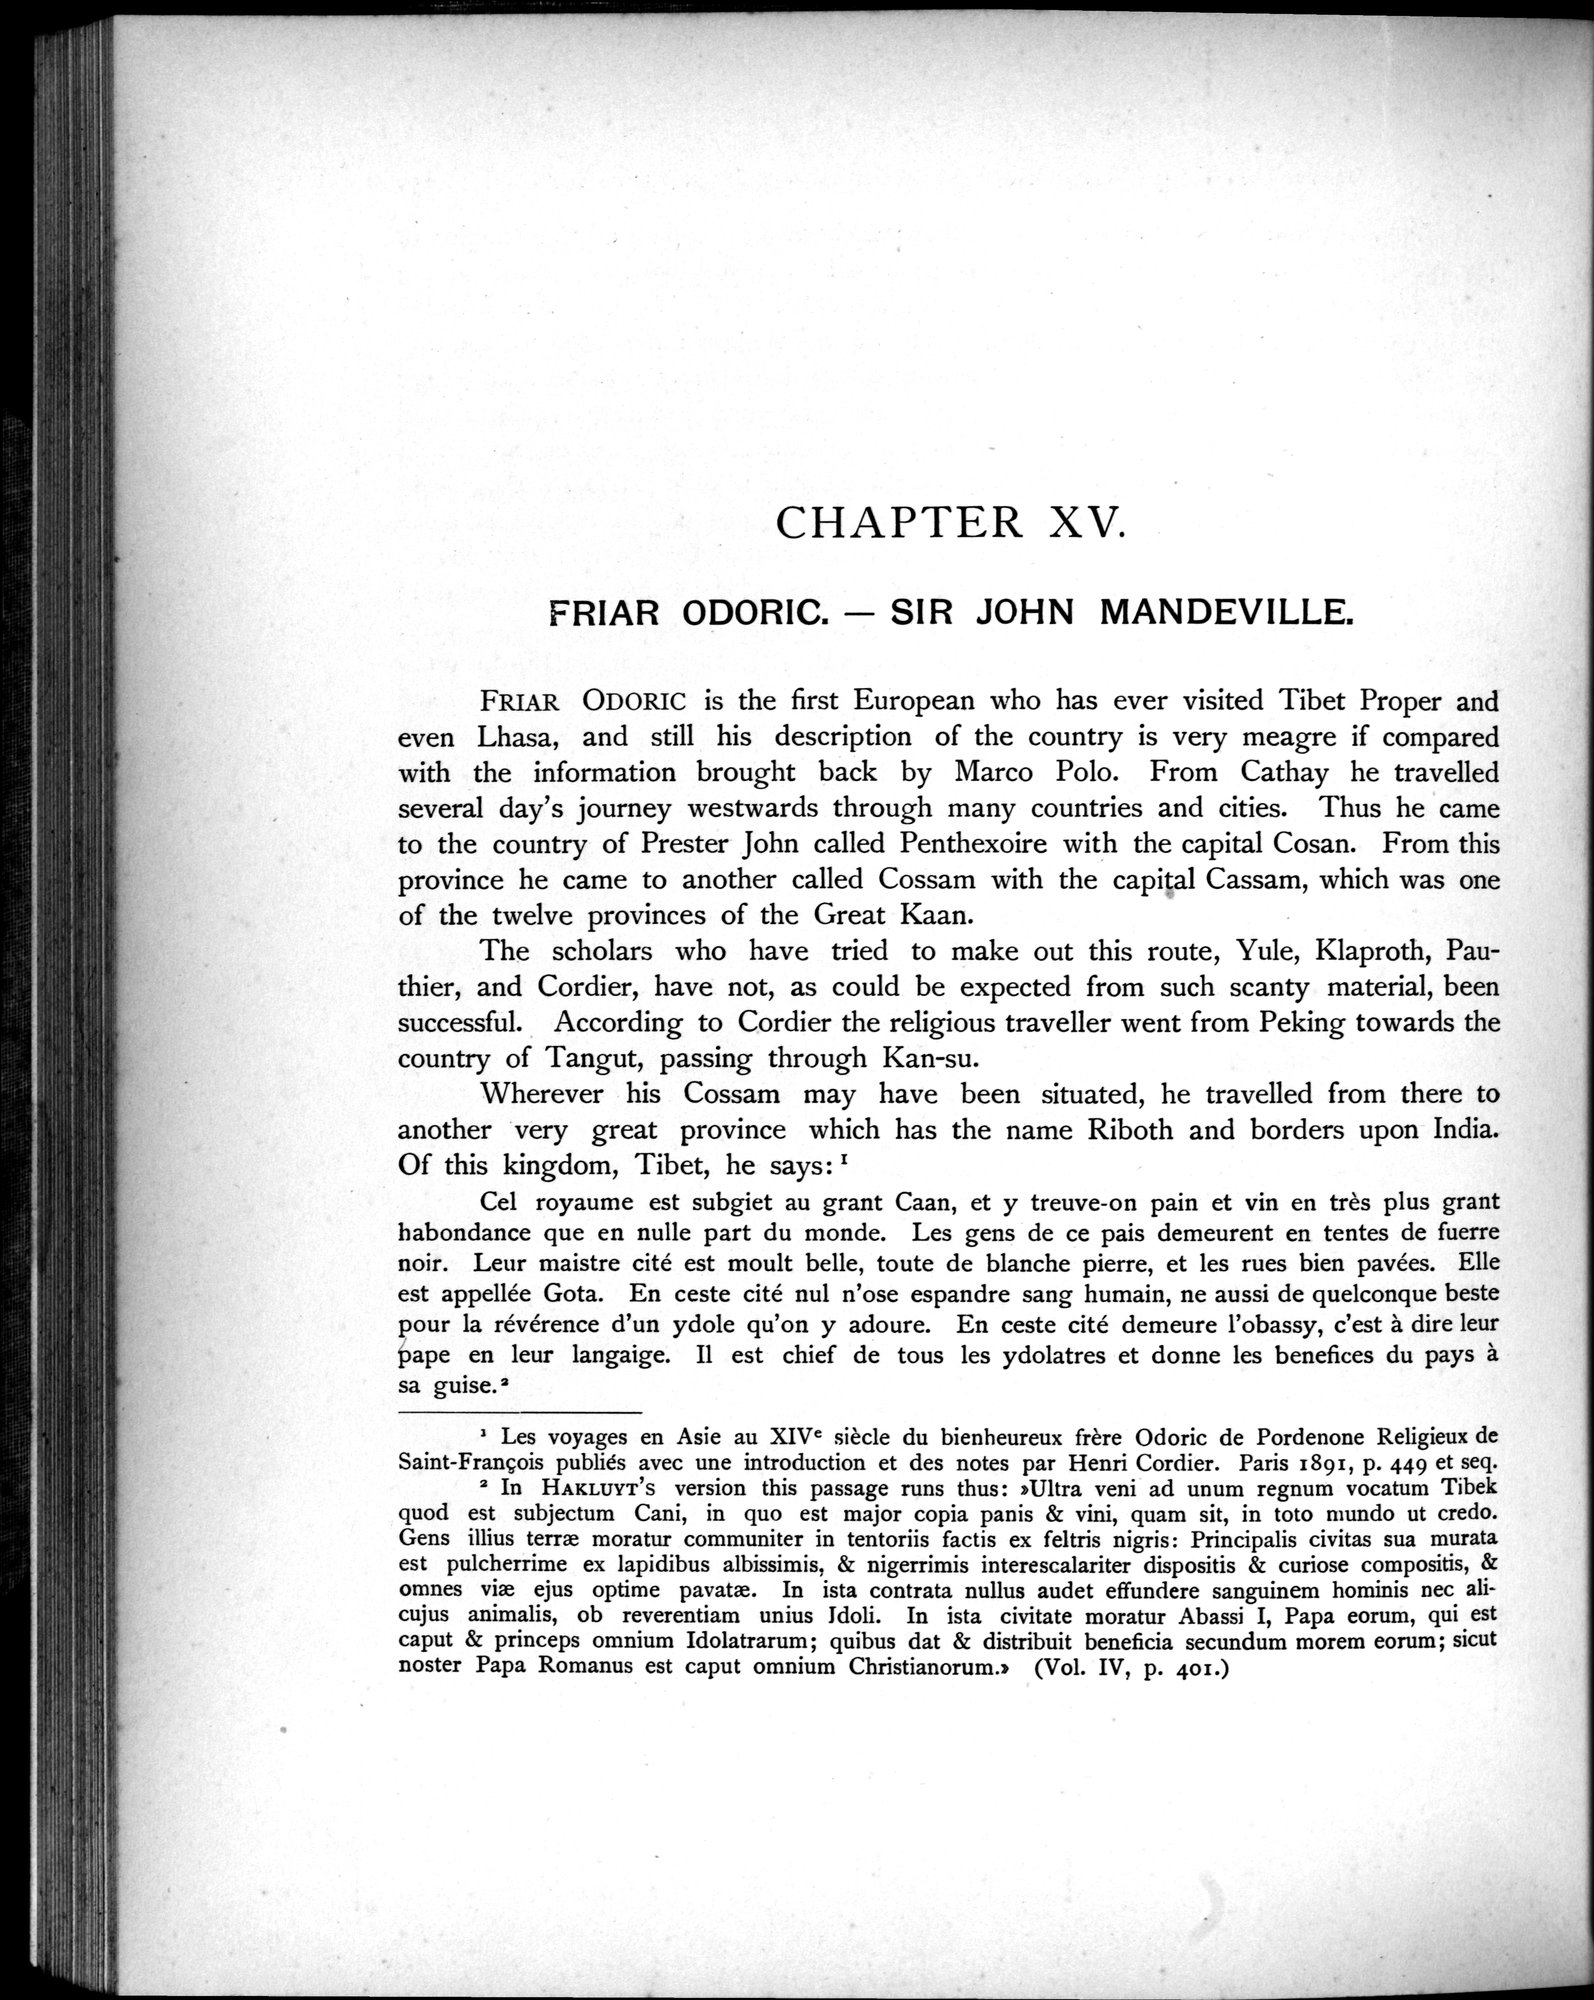 CHAPTER XV.
FRIAR ODORIC. — SIR JOHN MANDEVILLE.
FRIAR ODORIC is the first European who has ever visited Tibet Proper and
even Lhasa, and still his description of the country is very meagre if compared
with the information brought back by Marco Polo. From Cathay he travelled
several day's journey westwards through many countries and cities. Thus he came
to the country of Prester John called Penthexoire with the capital Cosan. From this
province he came to another called Cossam with the capital Cassam, which was one
of the twelve provinces of the Great Kaan.
The scholars who have tried to make out this route, Yule, Klaproth, Pau-
thier, and Cordier, have not, as could be expected from such scanty material, been
successful. According to Cordier the religious traveller went from Peking towards the
country of Tangut, passing through Kan-su.
Wherever his Cossam may have been situated, he travelled from there to
another very great province which has the name Riboth and borders upon India.
Of this kingdom, Tibet, he says: ¹
Cel royaume est subgiet au grant Caan, et y treuve-on pain et vin en très plus grant
habondance que en nulle part du monde. Les gens de ce pais demeurent en tentes de fuerre
noir. Leur maistre cité est moult belle, toute de blanche pierre, et les rues bien pavées. Elle
est appellée Gota. En ceste cité nul n'ose espandre sang humain, ne aussi de quelconque beste
pour la révérence d'un ydole qu'on y adoure. En ceste cité demeure l'obassy, c'est à dire leur
pape en leur langaige. Il est chief de tous les ydolatres et donne les benefices du pays à
sa guise.²
¹ Les voyages en Asie au XIVᵉ siècle du bienheureux frère Odoric de Pordenone Religieux de
Saint-François publiés avec une introduction et des notes par Henri Cordier. Paris 1891, p. 449 et seq.
² In HAKLUYT'S version this passage runs thus: »Ultra veni ad unum regnum vocatum Tibek
quod est subjectum Cani, in quo est major copia panis & vini, quam sit, in toto mundo ut credo.
Gens illius terræ moratur communiter in tentoriis factis ex feltris nigris: Principalis civitas sua murata
est pulcherrime ex lapidibus albissimis, & nigerrimis interescalariter dispositis & curiose compositis, &
omnes viæ ejus optime pavatæ. In ista contrata nullus audet effundere sanguinem hominis nec ali-
cujus animalis, ob reverentiam unius Idoli. In ista civitate moratur Abassi I, Papa eorum, qui est
caput & princeps omnium Idolatrarum; quibus dat & distribuit beneficia secundum morem eorum; sicut
noster Papa Romanus est caput omnium Christianorum.» (Vol. IV, p. 401.)